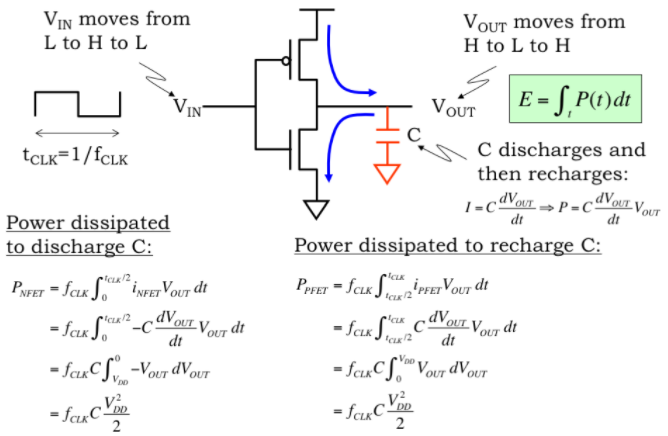 V_IN moves from
L to H to L
V_OUT moves from
H to L to H
E = ∫_t P(t) dt
V_IN
V_OUT
C
t_CLK=1/f_CLK
C discharges and
then recharges:
I = C dV_OUT/dt ⇒ P = C dV_OUT/dt V_OUT
Power dissipated
to discharge C:
P_NFET = f_CLK ∫_0^{t_CLK/2} i_NFET V_OUT dt
= f_CLK ∫_0^{t_CLK/2} −C dV_OUT/dt V_OUT dt
= f_CLK C ∫_{V_DD}^0 −V_OUT dV_OUT
= f_CLK C V_DD^2/2
Power dissipated to recharge C:
P_PFET = f_CLK ∫_{t_CLK/2}^{t_CLK} i_PFET V_OUT dt
= f_CLK ∫_{t_CLK/2}^{t_CLK} C dV_OUT/dt V_OUT dt
= f_CLK C ∫_0^{V_DD} V_OUT dV_OUT
= f_CLK C V_DD^2/2